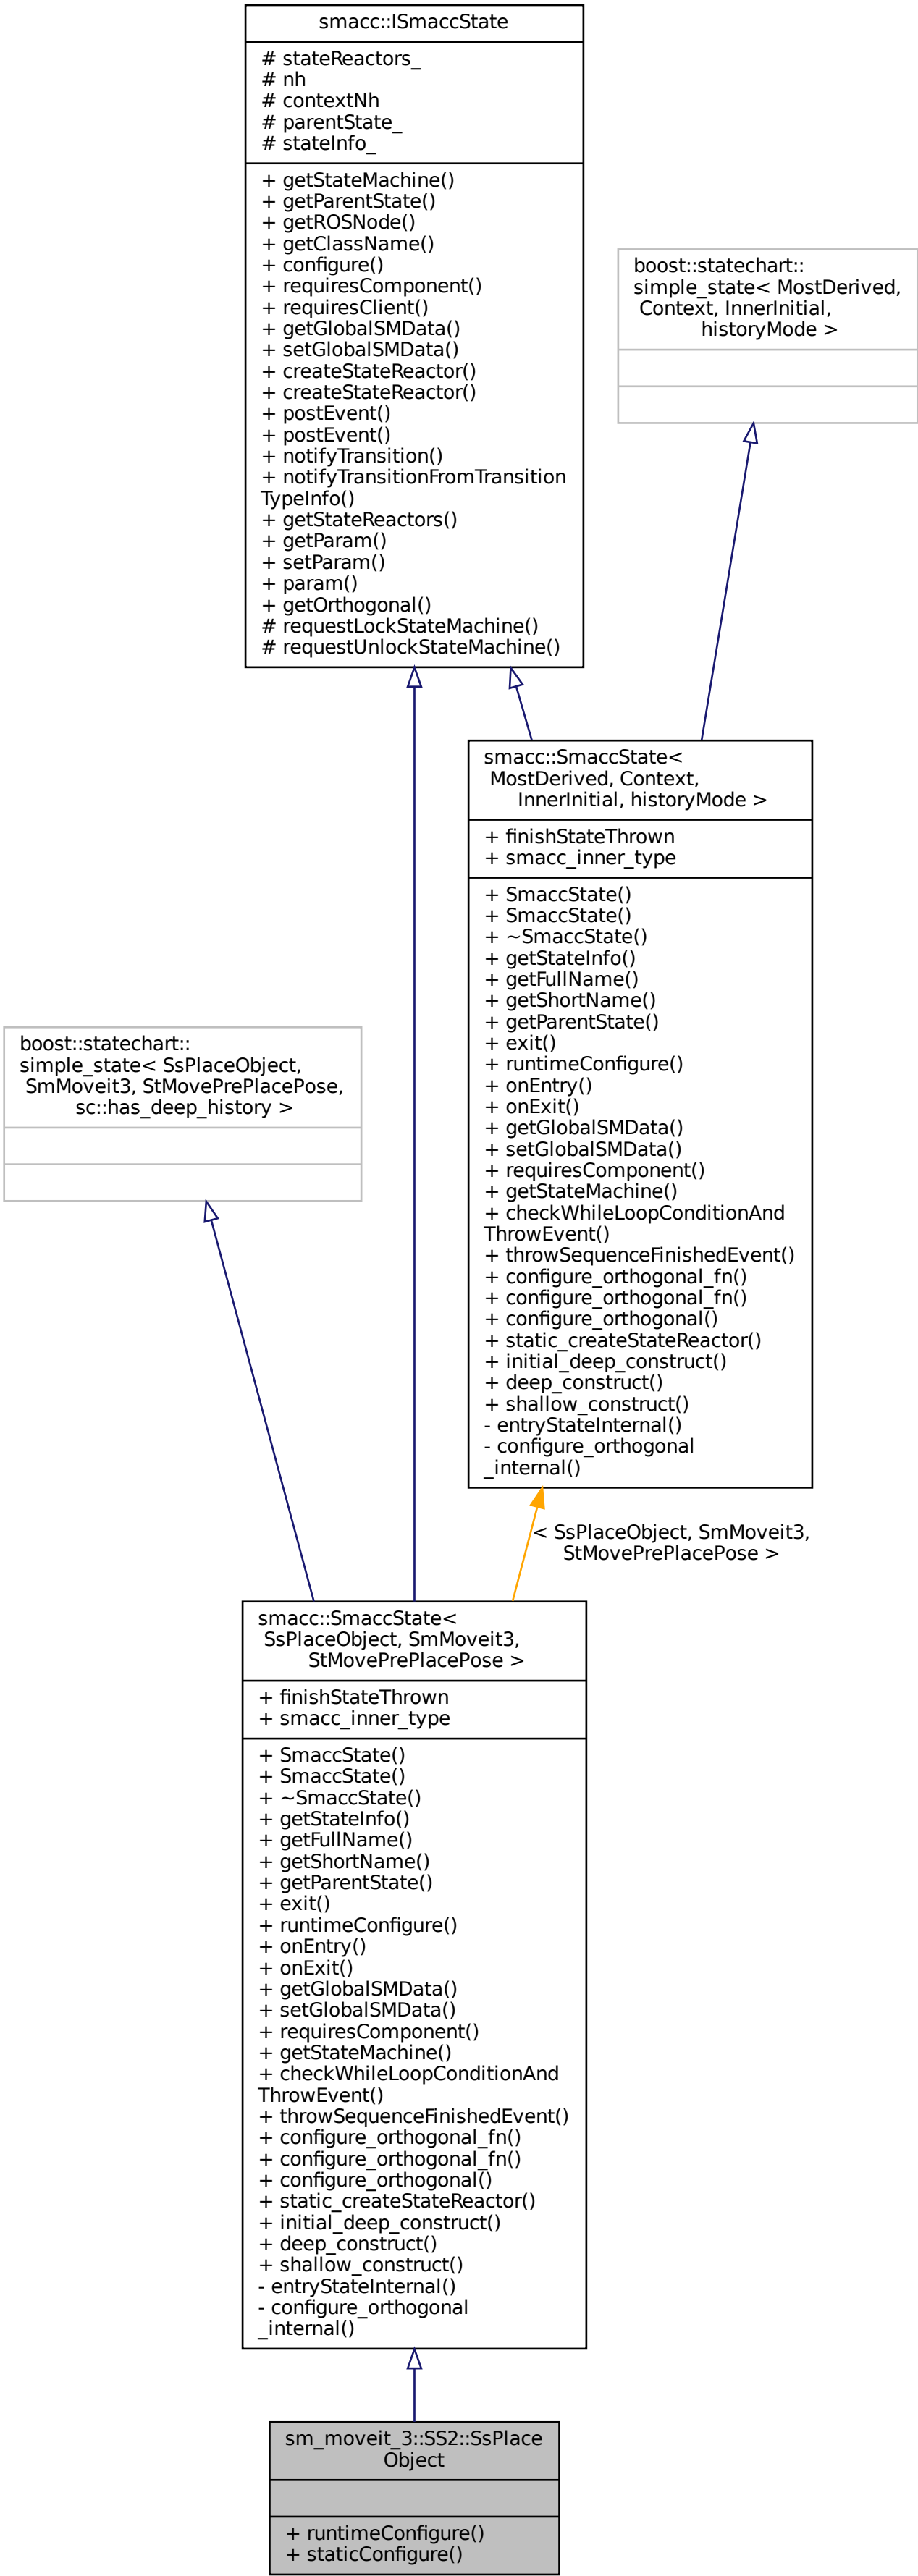 smacc::ISmaccState
# stateReactors_
# nh
# contextNh
# parentState_
# stateInfo_
+ getStateMachine()
+ getParentState()
+ getROSNode()
+ getClassName()
+ configure()
+ requiresComponent()
+ requiresClient()
+ getGlobalSMData()
+ setGlobalSMData()
+ createStateReactor()
+ createStateReactor()
+ postEvent()
+ postEvent()
+ notifyTransition()
+ notifyTransitionFromTransition
TypeInfo()
+ getStateReactors()
+ getParam()
+ setParam()
+ param()
+ getOrthogonal()
# requestLockStateMachine()
# requestUnlockStateMachine()
boost::statechart::
simple_state< MostDerived,
Context, InnerInitial,
historyMode >
smacc::SmaccState<
MostDerived, Context,
InnerInitial, historyMode >
+ finishStateThrown
+ smacc_inner_type
+ SmaccState()
+ SmaccState()
+ ~SmaccState()
+ getStateInfo()
+ getFullName()
+ getShortName()
+ getParentState()
+ exit()
+ runtimeConfigure()
+ onEntry()
+ onExit()
+ getGlobalSMData()
+ setGlobalSMData()
+ requiresComponent()
+ getStateMachine()
+ checkWhileLoopConditionAnd
ThrowEvent()
+ throwSequenceFinishedEvent()
+ configure_orthogonal_fn()
+ configure_orthogonal_fn()
+ configure_orthogonal()
+ static_createStateReactor()
+ initial_deep_construct()
+ deep_construct()
+ shallow_construct()
- entryStateInternal()
- configure_orthogonal
_internal()
boost::statechart::
simple_state< SsPlaceObject,
SmMoveit3, StMovePrePlacePose,
sc::has_deep_history >
< SsPlaceObject, SmMoveit3,
StMovePrePlacePose >
smacc::SmaccState<
SsPlaceObject, SmMoveit3,
StMovePrePlacePose >
+ finishStateThrown
+ smacc_inner_type
+ SmaccState()
+ SmaccState()
+ ~SmaccState()
+ getStateInfo()
+ getFullName()
+ getShortName()
+ getParentState()
+ exit()
+ runtimeConfigure()
+ onEntry()
+ onExit()
+ getGlobalSMData()
+ setGlobalSMData()
+ requiresComponent()
+ getStateMachine()
+ checkWhileLoopConditionAnd
ThrowEvent()
+ throwSequenceFinishedEvent()
+ configure_orthogonal_fn()
+ configure_orthogonal_fn()
+ configure_orthogonal()
+ static_createStateReactor()
+ initial_deep_construct()
+ deep_construct()
+ shallow_construct()
- entryStateInternal()
- configure_orthogonal
_internal()
sm_moveit_3::SS2::SsPlace
Object
+ runtimeConfigure()
+ staticConfigure()